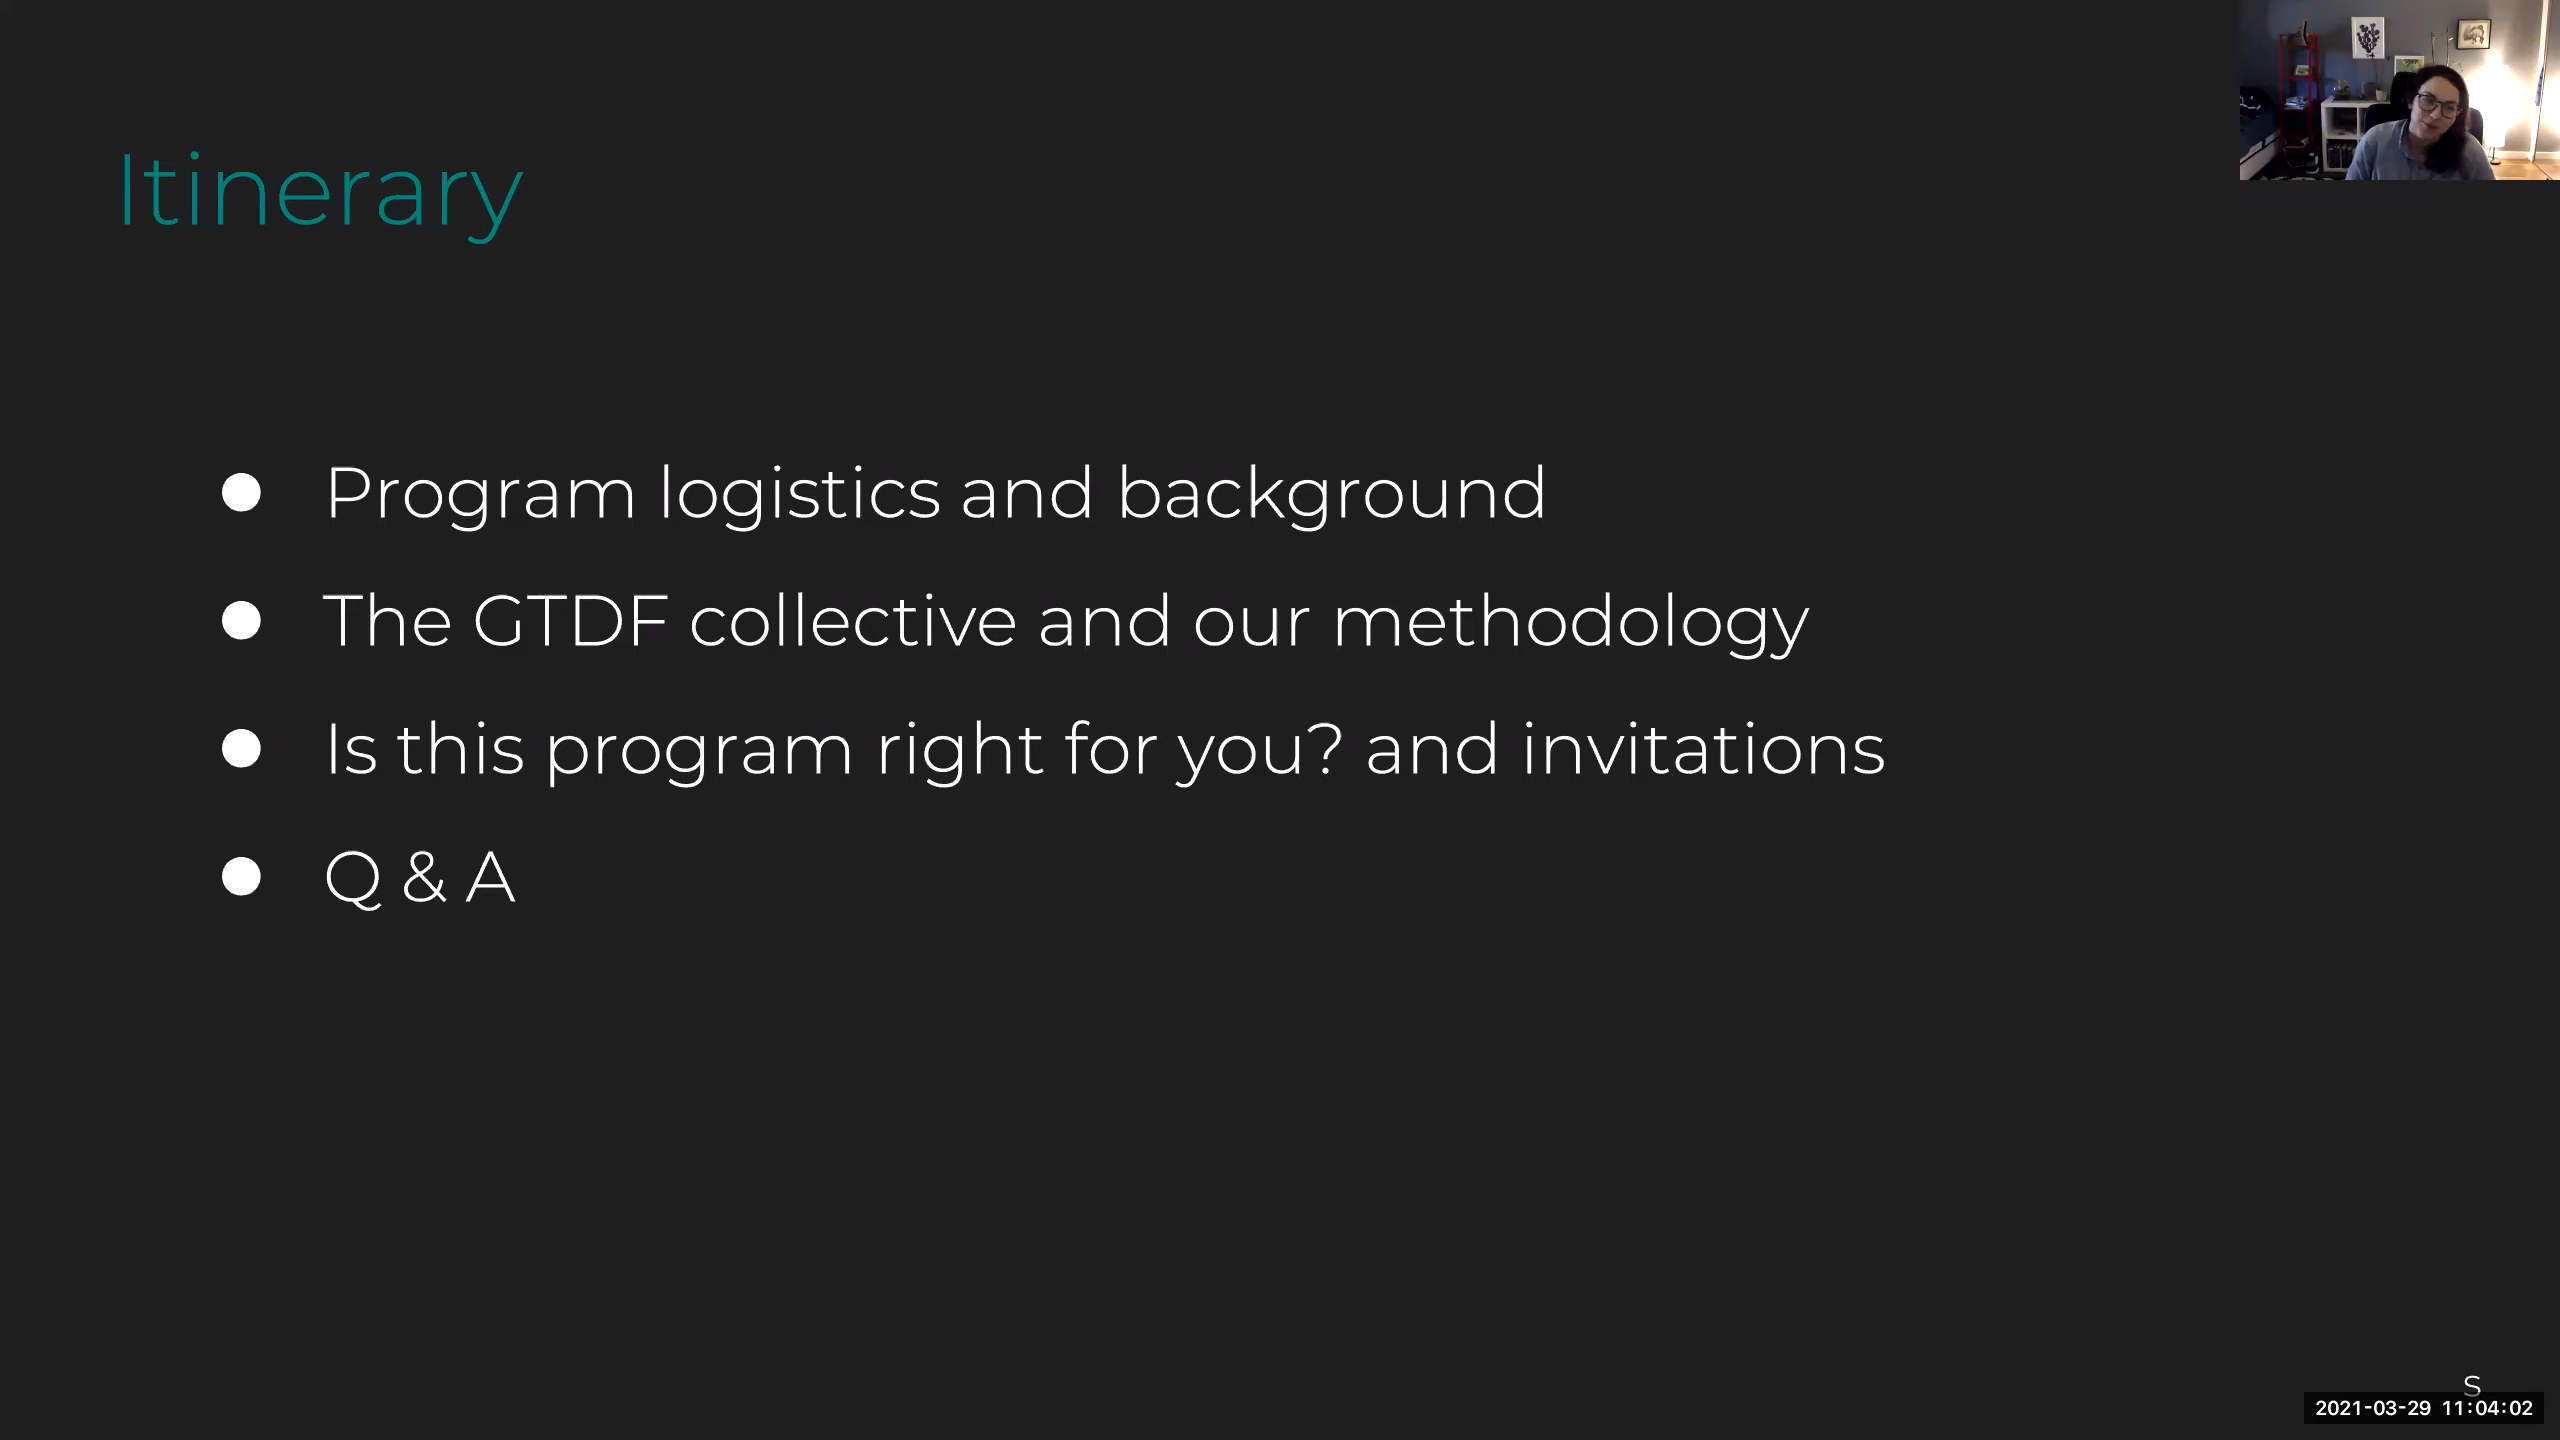 Itinerary
● Program logistics and background
● The GTDF collective and our methodology
● Is this program right for you? and invitations
● Q & A
S
2021-03-29 11:04:02